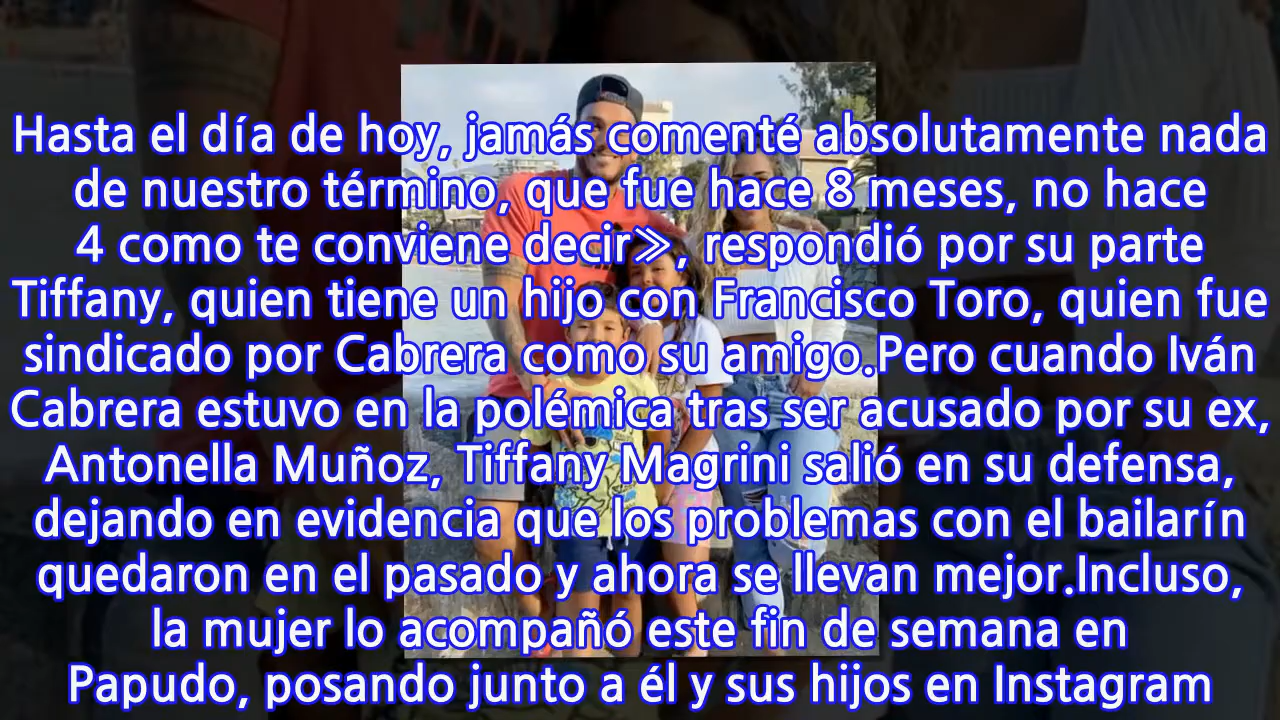 Hasta el día de hoy, jamás comenté absolutamente nada
de nuestro término, que fue hace 8 meses, no hace
4 como te conviene decir», respondió por su parte
Tiffany, quien tiene un hijo con Francisco Toro, quien fue
sindicado por Cabrera como su amigo.Pero cuando Iván
Cabrera estuvo en la polémica tras ser acusado por su ex,
Antonella Muñoz, Tiffany Magrini salió en su defensa,
dejando en evidencia que los problemas con el bailarín
quedaron en el pasado y ahora se llevan mejor.Incluso,
la mujer lo acompañó este fin de semana en
Papudo, posando junto a él y sus hijos en Instagram